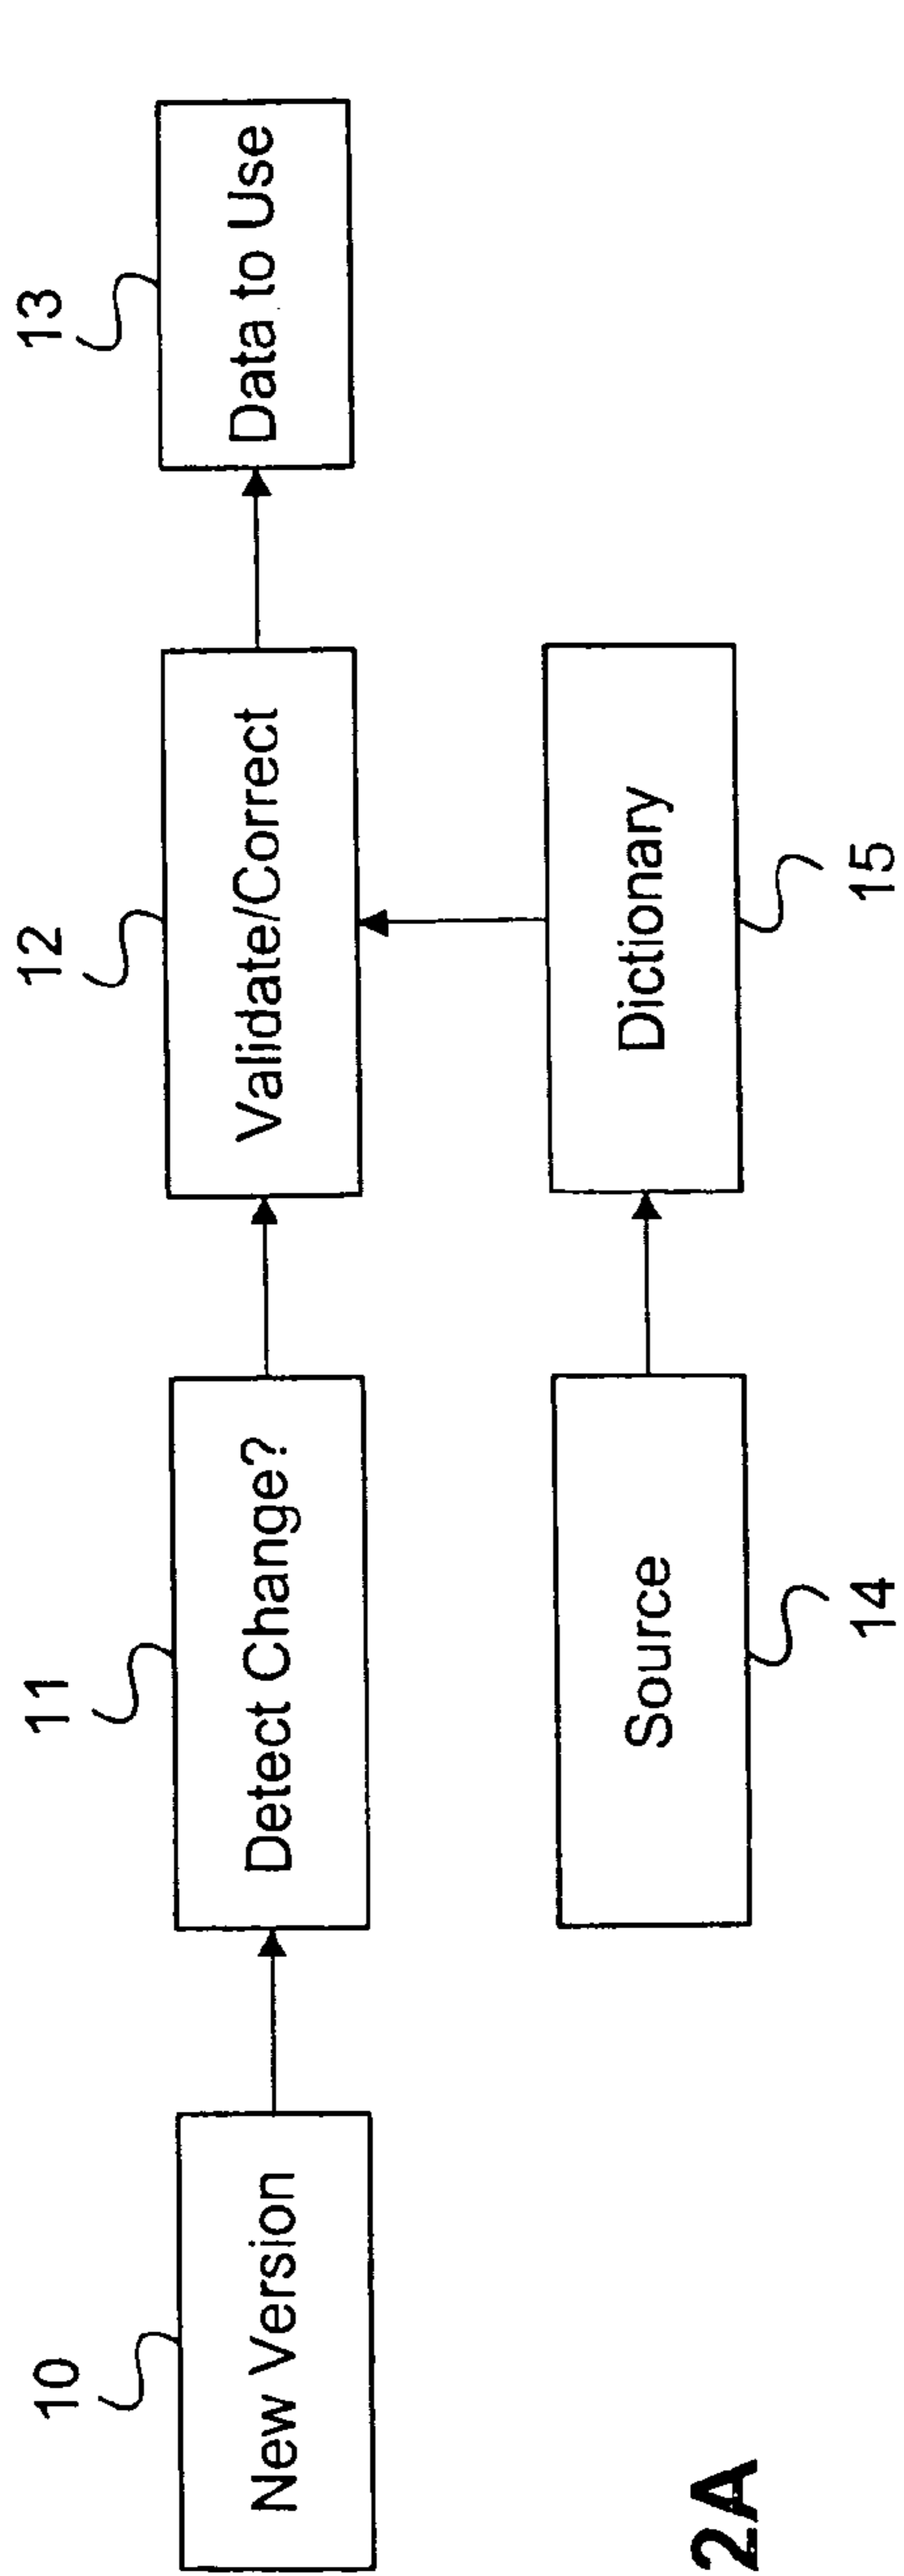 10
11
12
13
New Version
Detect Change?
Validate/Correct
Data to Use
Source
Dictionary
14
15
2A